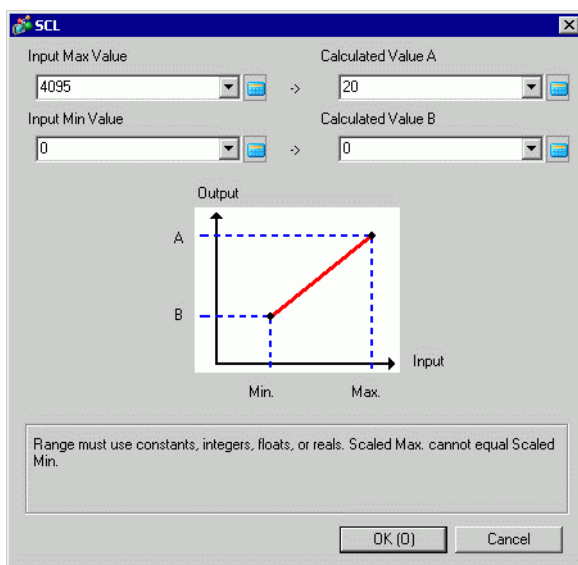 SCL
Input Max Value
Calculated Value A
4095
->
20
Input Min Value
Calculated Value B
0
->
0
Output
A
B
Input
Min.
Max.
Range must use constants, integers, floats, or reals. Scaled Max. cannot equal Scaled
Min.
OK (O)
Cancel